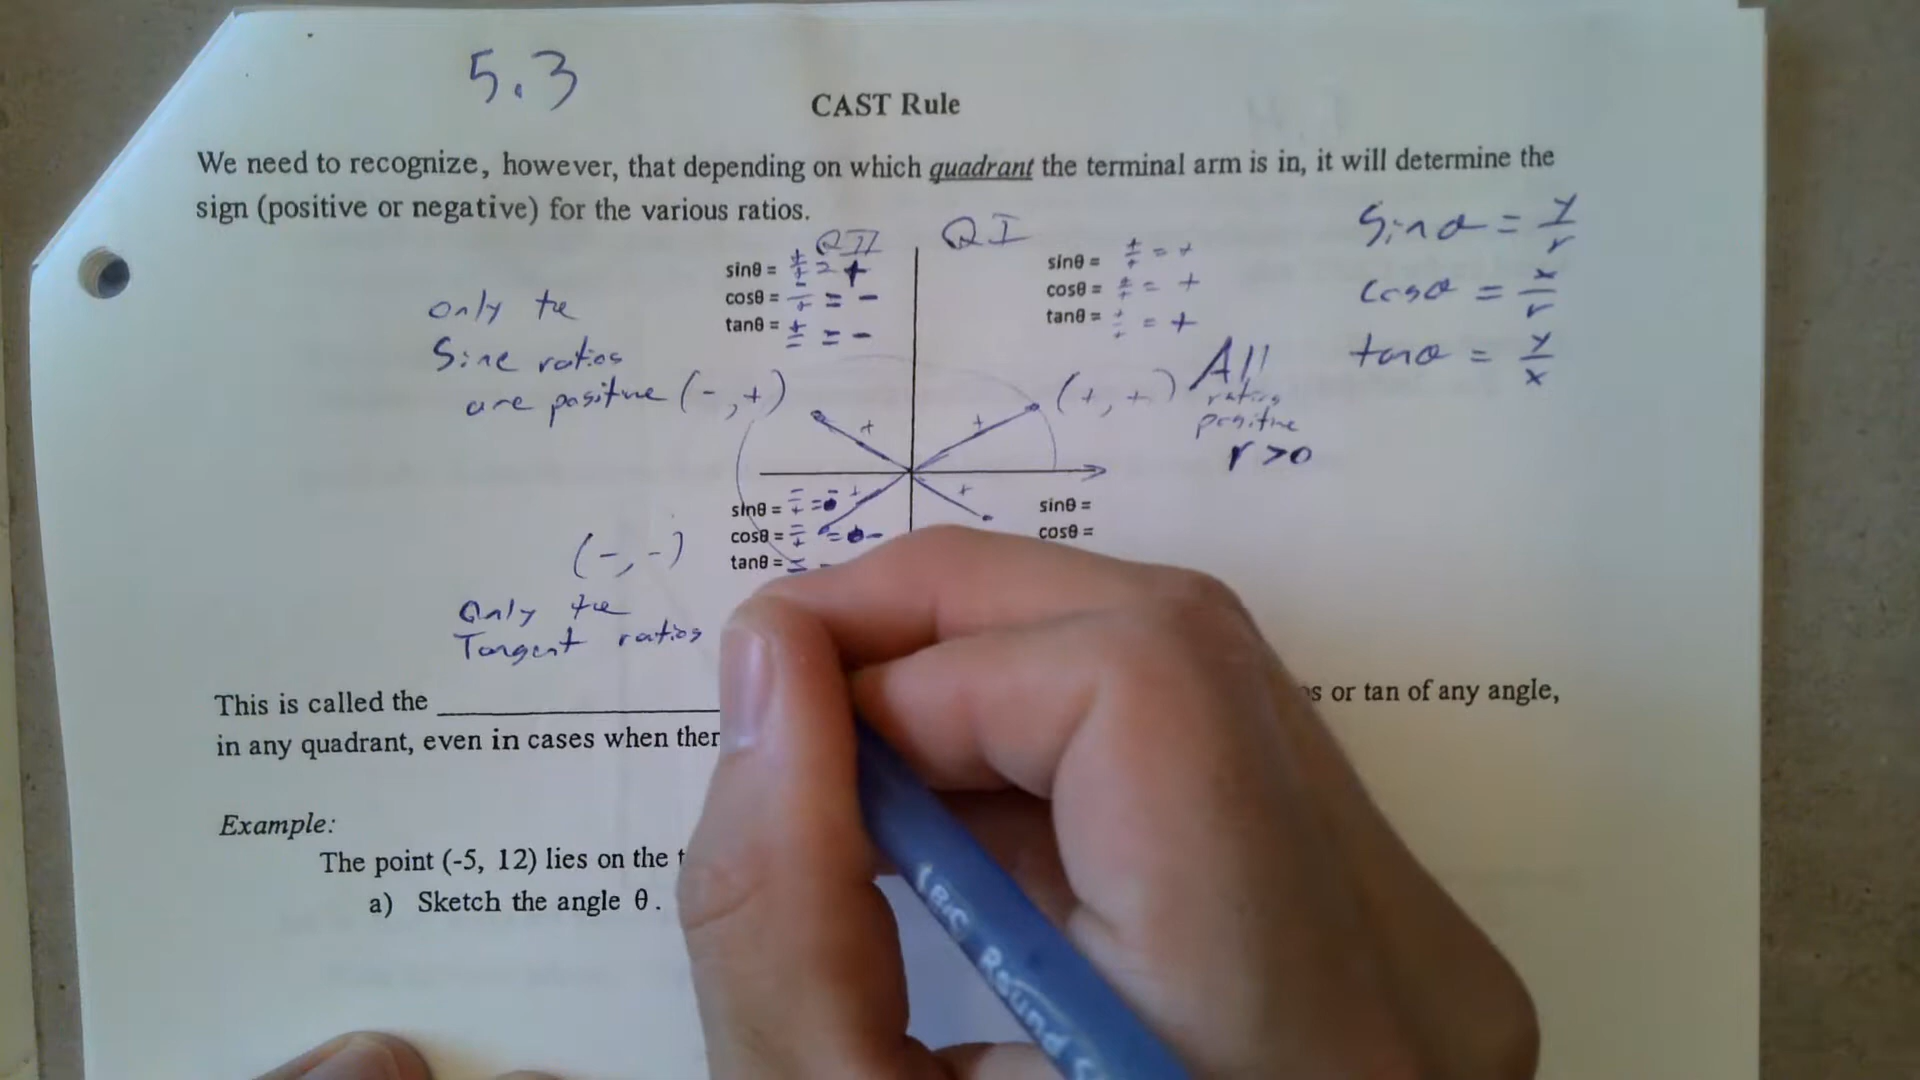 5.3
CAST Rule
We need to recognize, however, that depending on which quadrant the terminal arm is in, it will determine the
sign (positive or negative) for the various ratios.
QII
QI
sinθ = +/+ = +
cosθ = -/+ = -
tanθ = +/- = -
sinθ = +/+ = +
cosθ = +/+ = +
tanθ = +/+ = +
sinθ = y/r
cosθ = x/r
tanθ = y/x
Only the
Sine ratios
are positive (-,+)
(+,+) All
ratios
positive
r>0
+
+
+
+
sinθ = -/+ = -
cosθ = -/+ = -
tanθ =
sinθ =
cosθ =
(-,-)
Only the
Tangent ratios
This is called the ____________________ or tan of any angle,
in any quadrant, even in cases when
Example:
The point (-5, 12) lies on the
a) Sketch the angle θ.
BIC Round